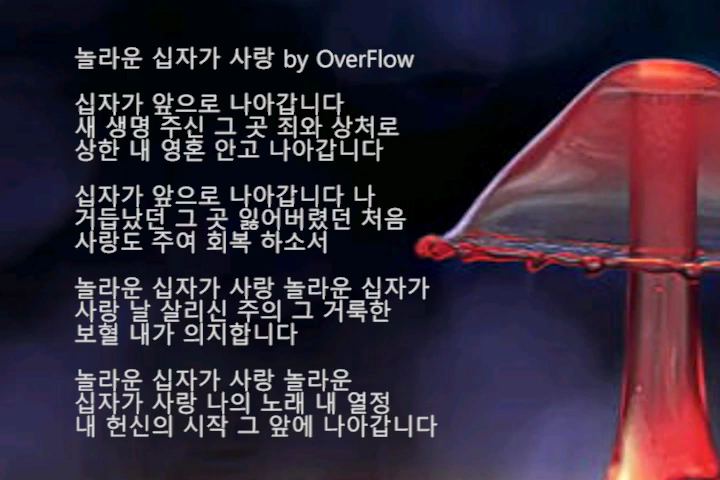 놀라운 십자가 사랑 by OverFlow
십자가 앞으로 나아갑니다
새 생명 주신 그 곳 죄와 상처로
상한 내 영혼 안고 나아갑니다
십자가 앞으로 나아갑니다 나
거듭났던 그 곳 잃어버렸던 처음
사랑도 주여 회복 하소서
놀라운 십자가 사랑 놀라운 십자가
사랑 날 살리신 주의 그 거룩한
보혈 내가 의지합니다
놀라운 십자가 사랑 놀라운
십자가 사랑 나의 노래 내 열정
내 헌신의 시작 그 앞에 나아갑니다